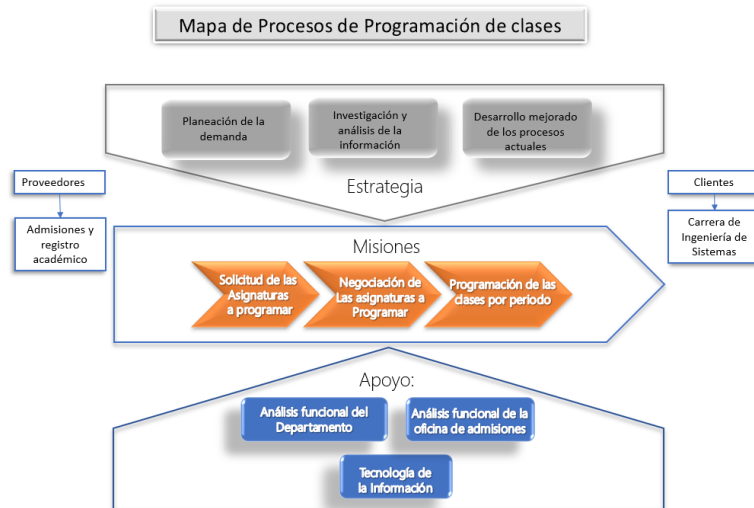 Mapa de Procesos de Programación de clases
Planeación de la
demanda
Investigación y
análisis de la
información
Desarrollo mejorado
de los procesos
actuales
Estrategia
Proveedores
Admisiones y
registro
académico
Clientes
Carrera de
Ingeniería de
Sistemas
Misiones
Solicitud de las
Asignaturas
a programar
Negociación de
Las asignaturas a
Programar
Programación de las
clases por periodo
Apoyo:
Análisis funcional del
Departamento
Análisis funcional de la
oficina de admisiones
Tecnología de
la Información